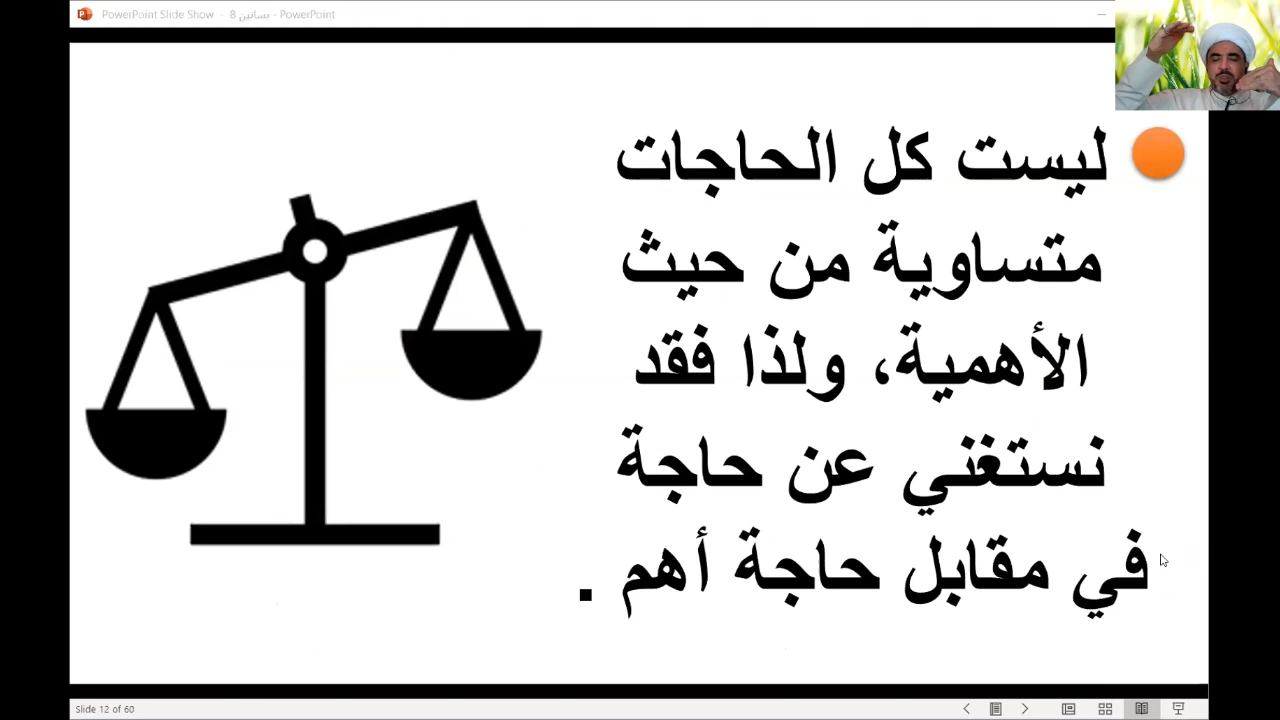 PowerPoint Slide Show - بساتين 8 - PowerPoint
ليست كل الحاجات
متساوية من حيث
الأهمية، ولذا فقد
نستغني عن حاجة
في مقابل حاجة أهم .
Slide 12 of 60